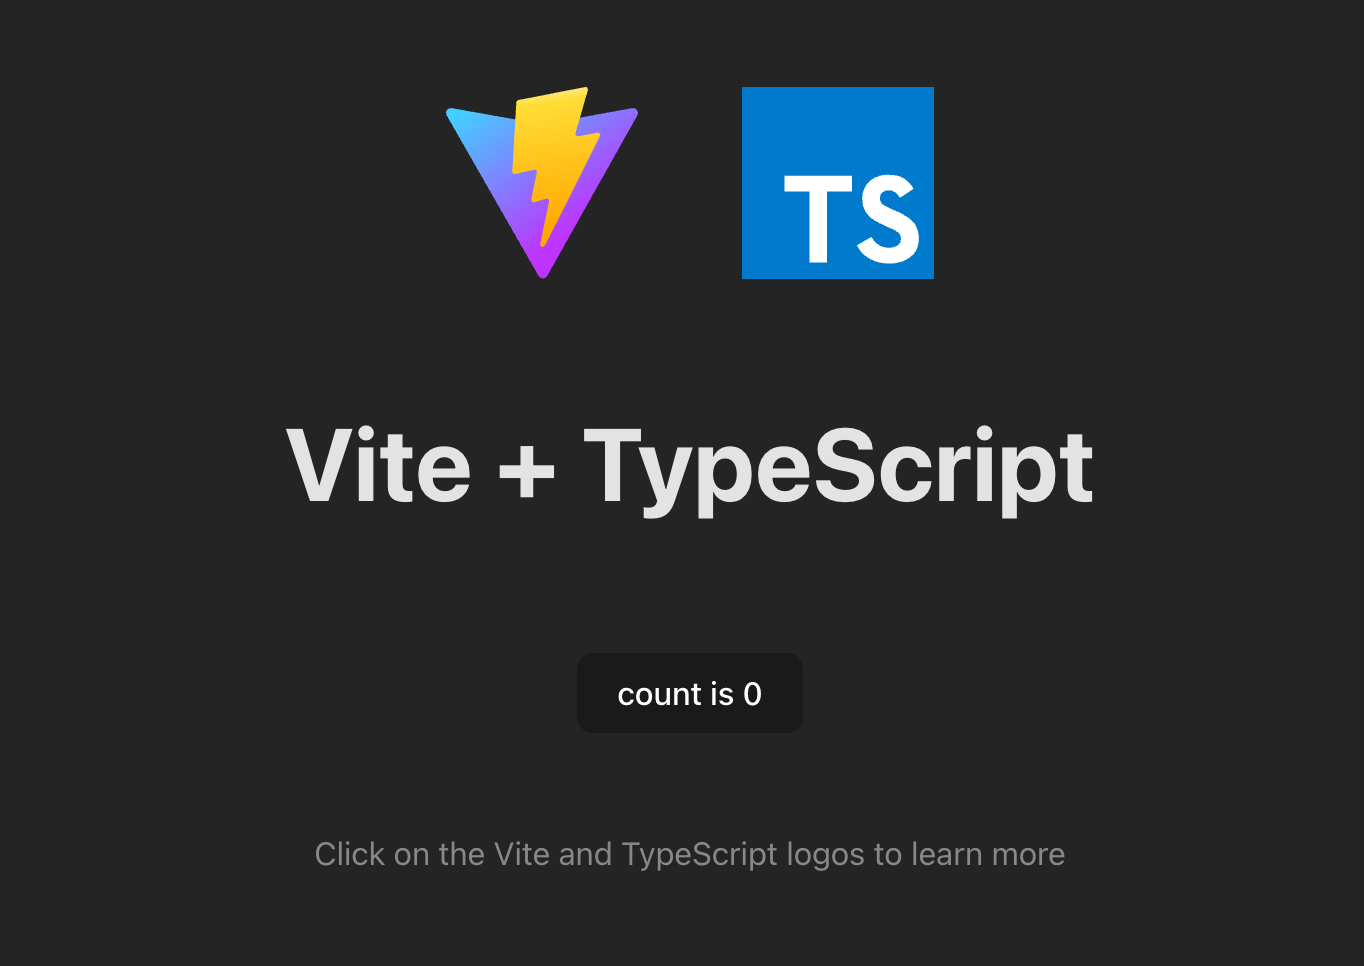 TS
Vite + TypeScript
count is 0
Click on the Vite and TypeScript logos to learn more